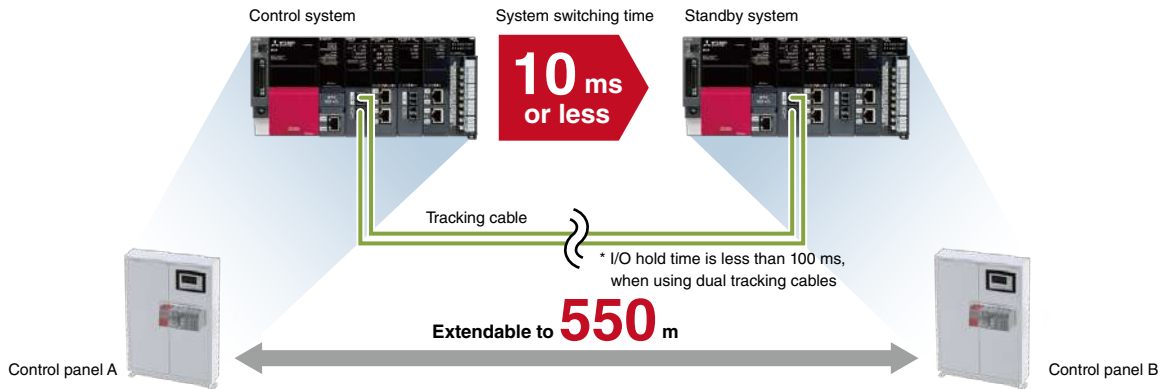 Control system
System switching time
Standby system
10 ms
or less
Tracking cable
* I/O hold time is less than 100 ms,
when using dual tracking cables
Extendable to 550 m
Control panel A
Control panel B